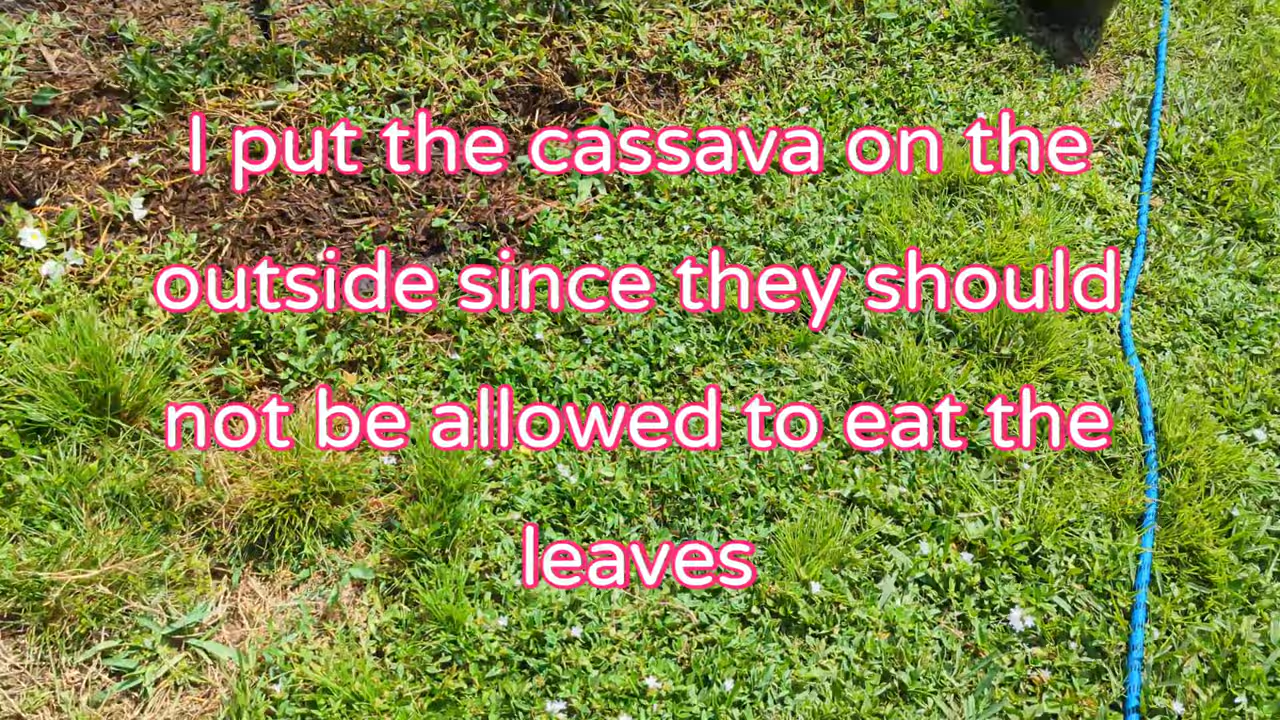 I put the cassava on the
outside since they should
not be allowed to eat the
leaves